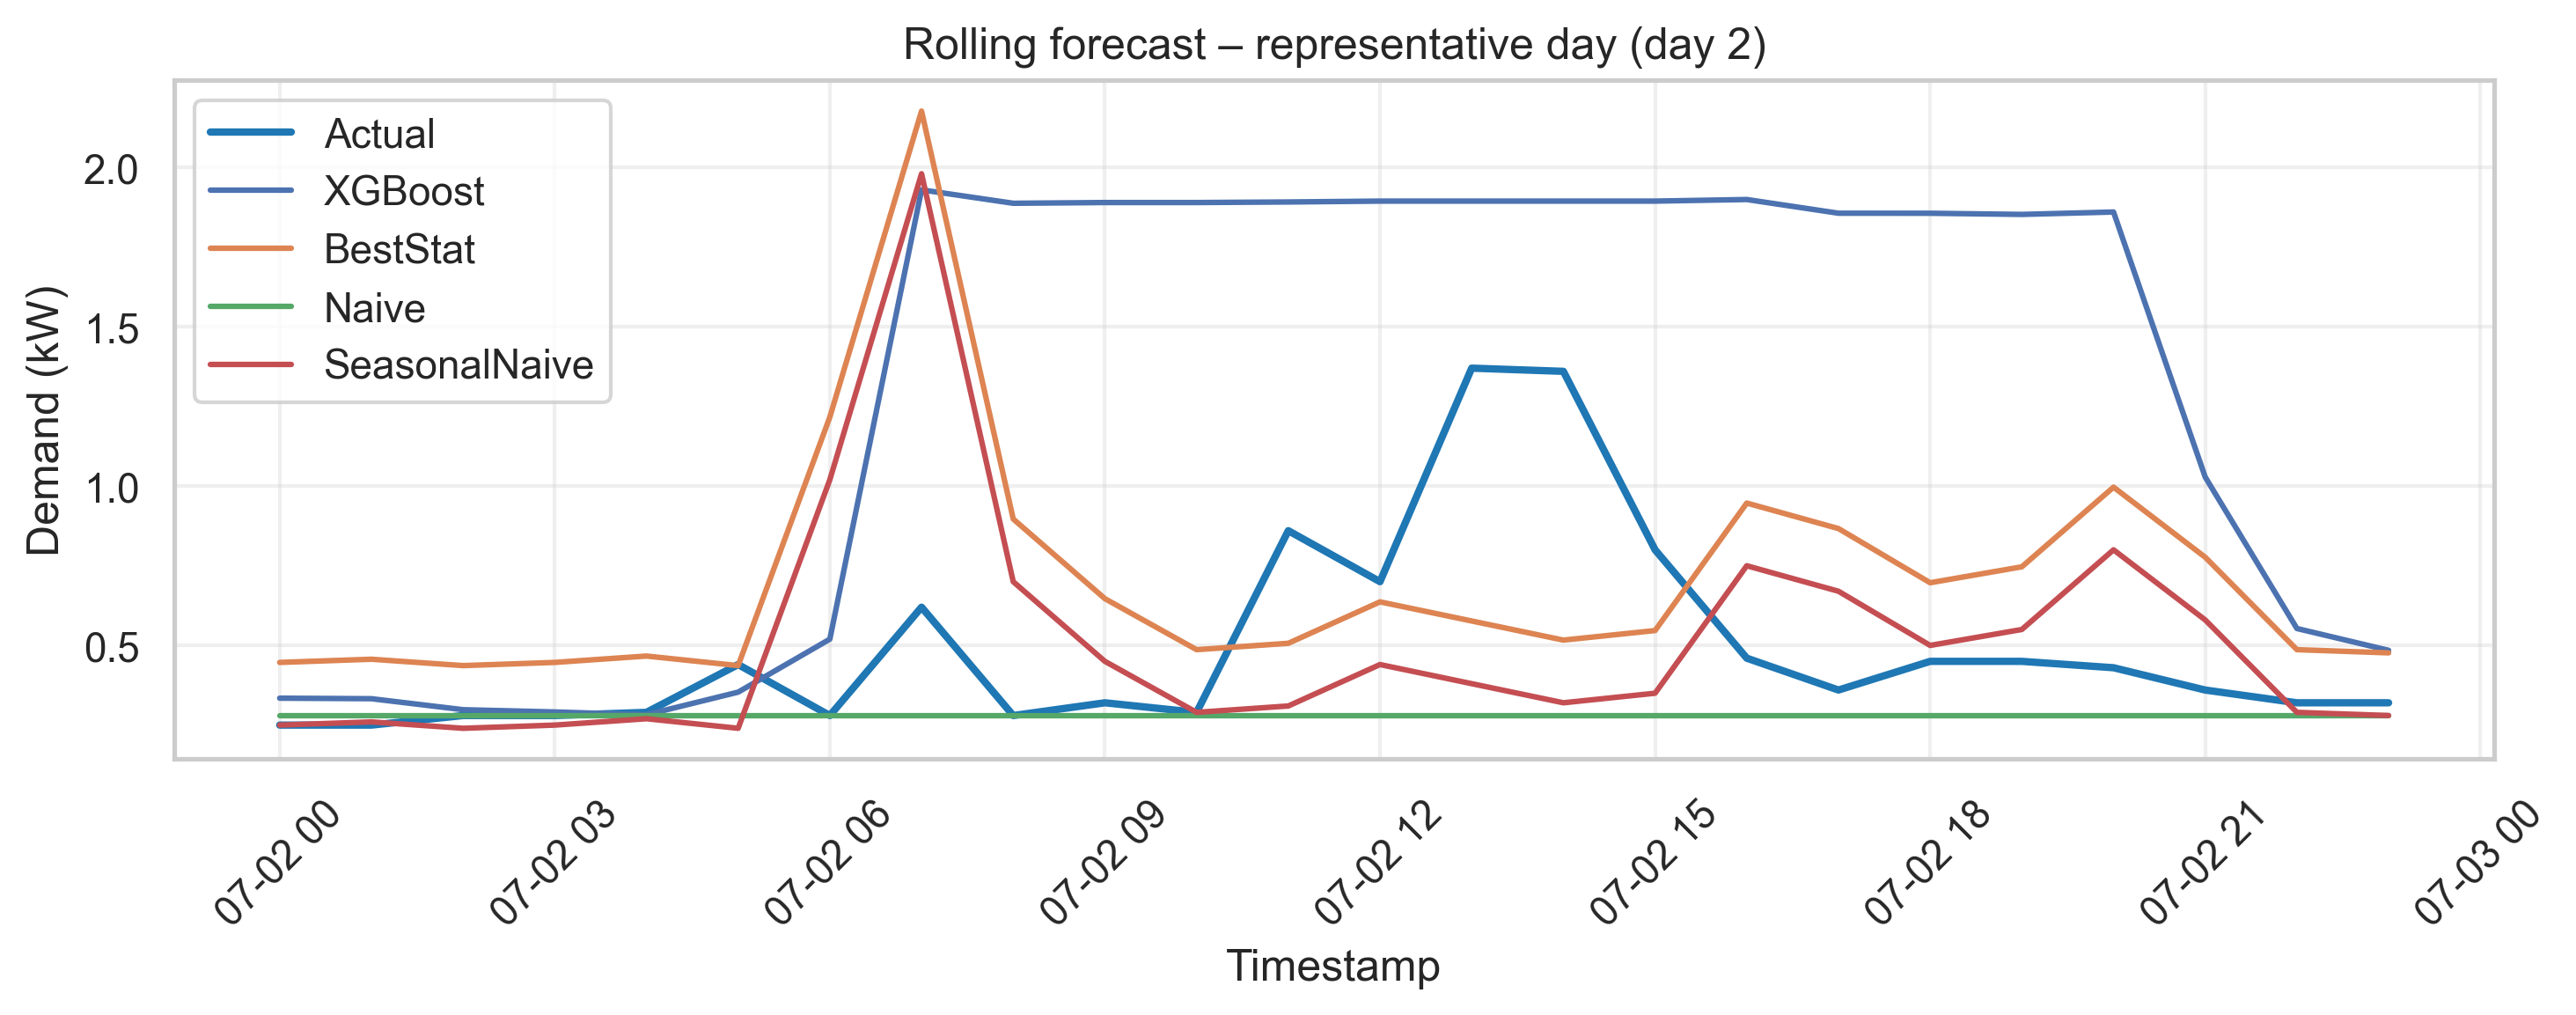 Rolling forecast – representative day (day 2)
Actual
XGBoost
BestStat
Naive
SeasonalNaive
Demand (kW)
2.0
1.5
1.0
0.5
07-02 00
07-02 03
07-02 06
07-02 09
07-02 12
07-02 15
07-02 18
07-02 21
07-03 00
Timestamp